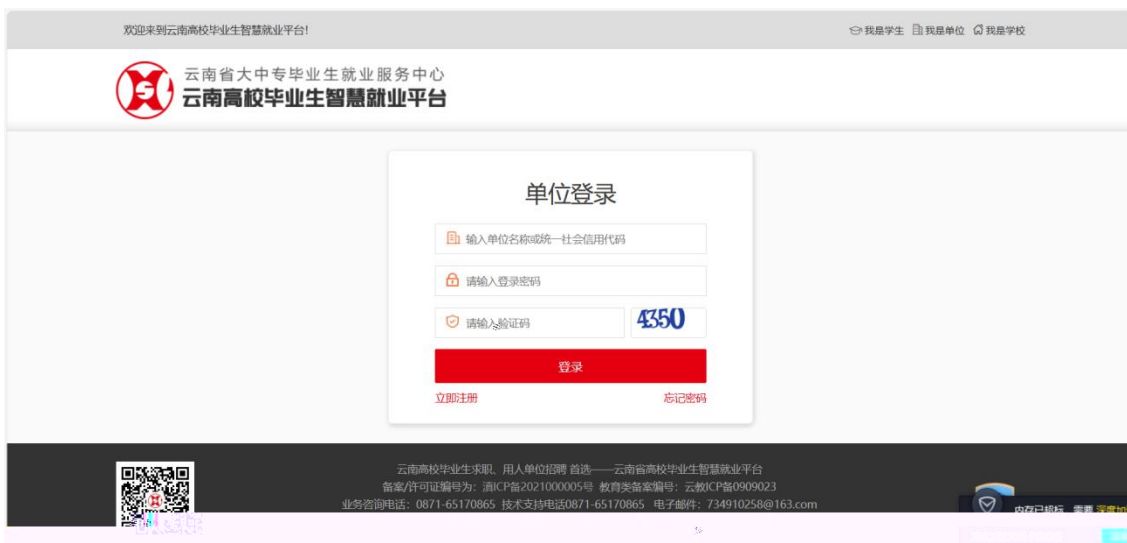 欢迎来到云南高校毕业生智慧就业平台!
我是学生 我是单位 我是学校
云南省大中专毕业生就业服务中心
云南高校毕业生智慧就业平台
单位登录
输入单位名称或统一社会信用代码
请输入登录密码
请输入验证码
4350
登录
立即注册 忘记密码
云南高校毕业生求职、用人单位招聘 首选——云南省高校毕业生智慧就业平台
备案/许可证编号为：滇ICP备2021000005号 教育类备案编号：云教ICP备0909023
业务咨询电话：0871-65170865 技术支持电话0871-65170865 电子邮件：734910258@163.com
内存已超标 需要 深度加